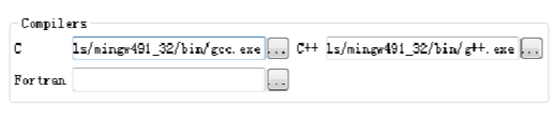 Compilers
C ls/mingw491_32/bin/gcc.exe ... C++ ls/mingw491_32/bin/g++.exe ...
Fortran ...